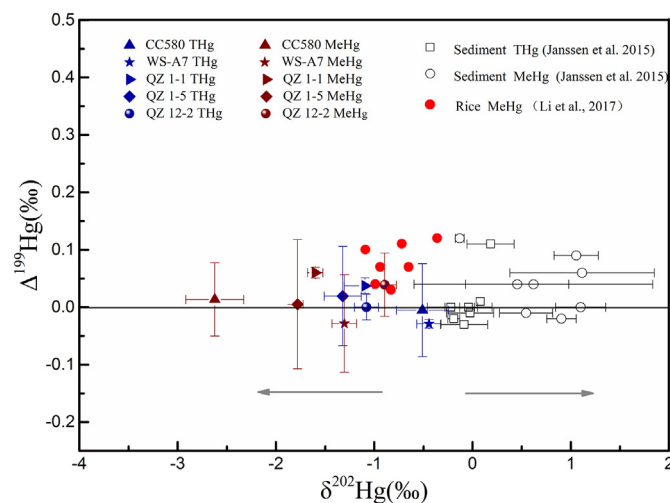 0.5
0.4
0.3
0.2
0.1
0.0
-0.1
-0.2
Δ199Hg(‰)
CC580 THg
WS-A7 THg
QZ 1-1 THg
QZ 1-5 THg
QZ 12-2 THg
CC580 MeHg
WS-A7 MeHg
QZ 1-1 MeHg
QZ 1-5 MeHg
QZ 12-2 MeHg
Sediment THg (Janssen et al. 2015)
Sediment MeHg (Janssen et al. 2015)
Rice MeHg （Li et al., 2017）
-4 -3 -2 -1 0 1 2
δ202Hg(‰)